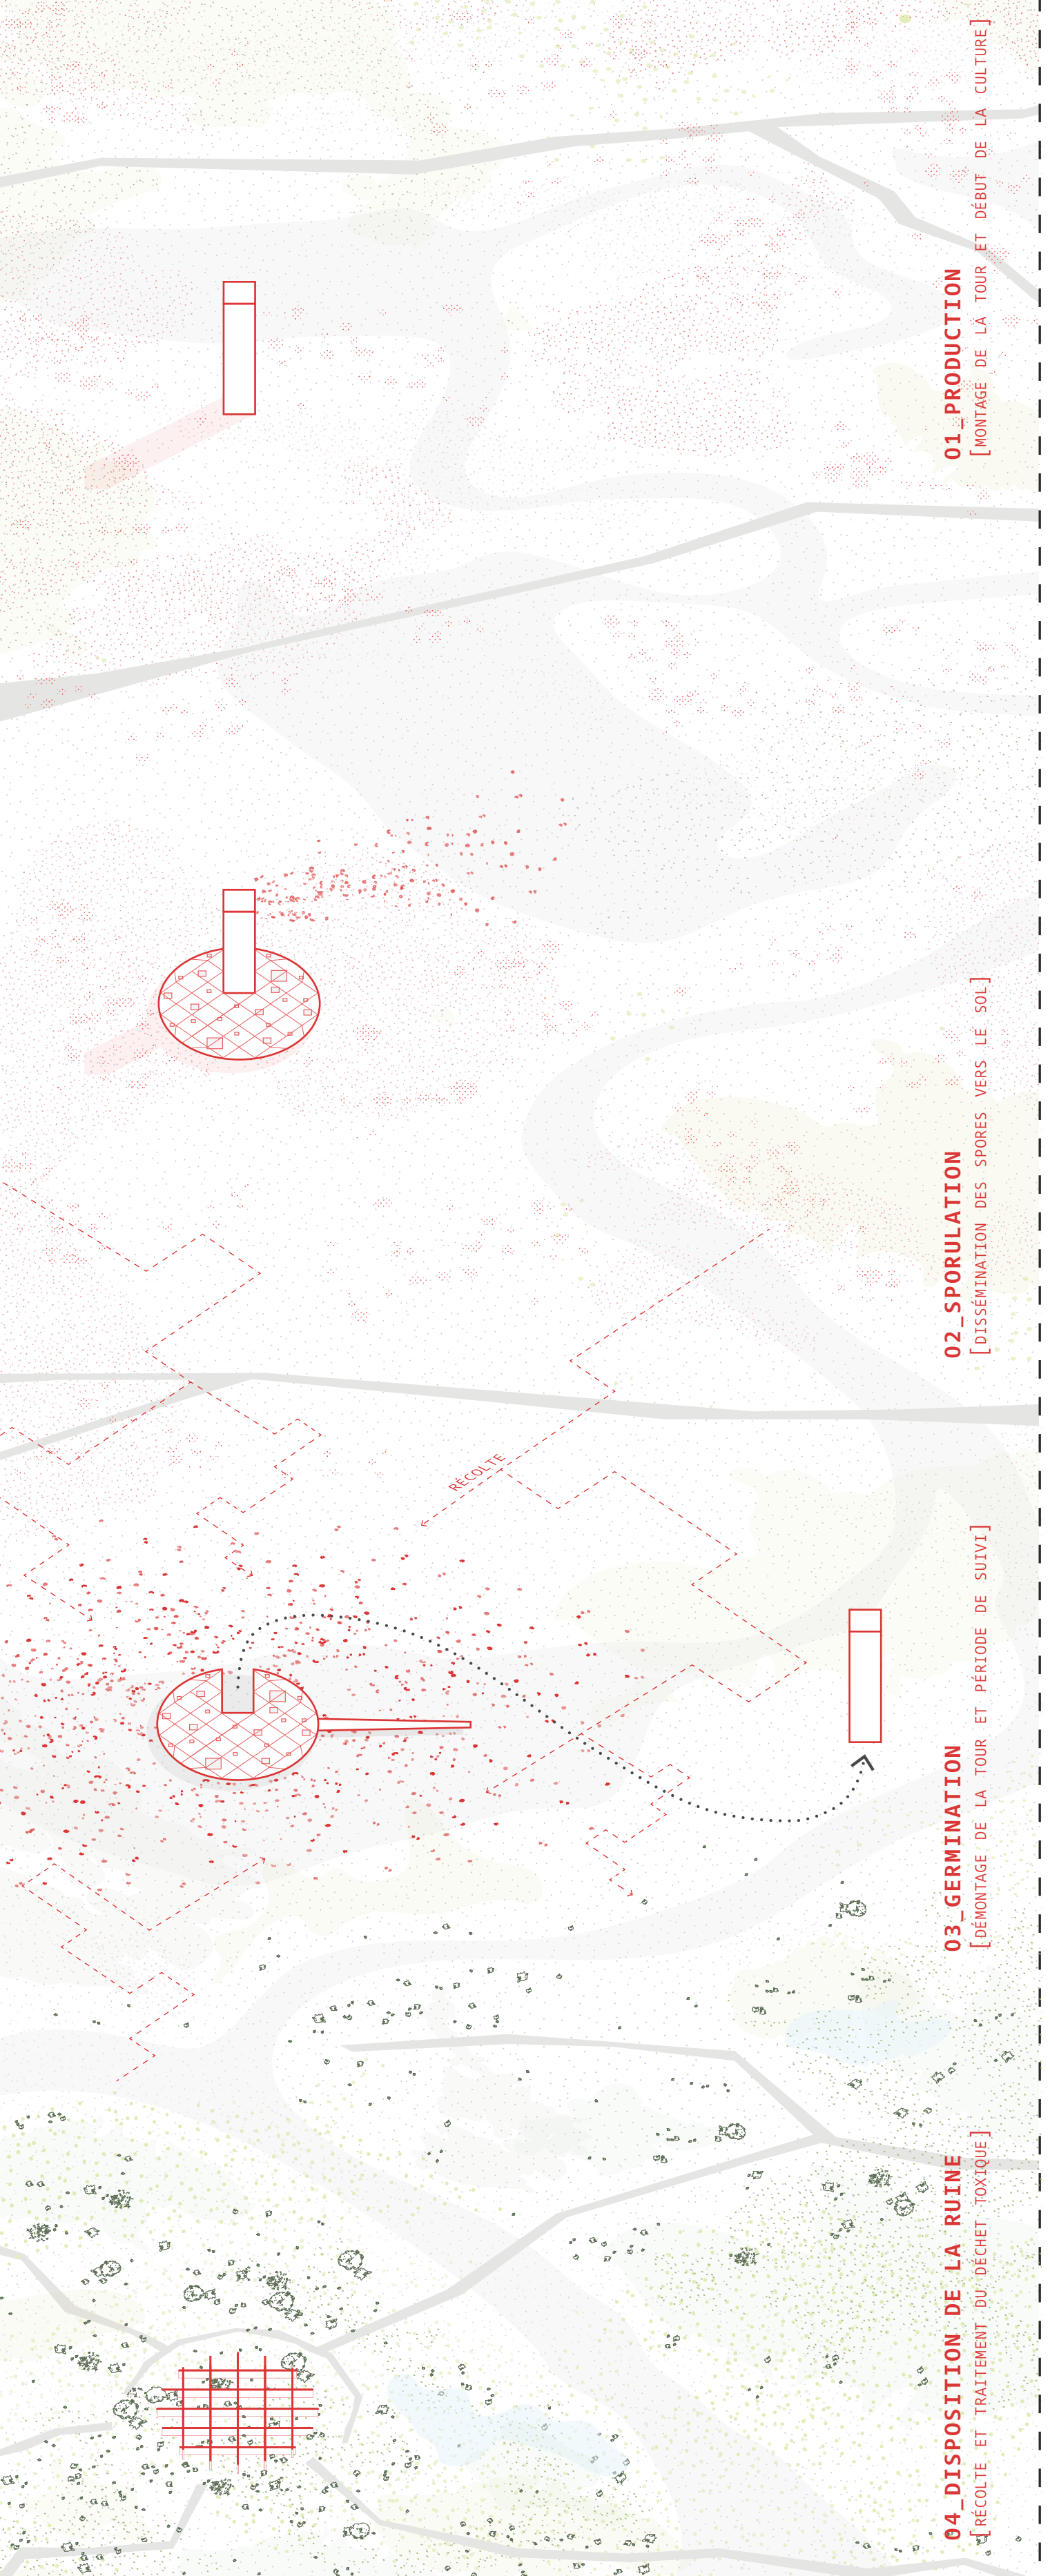 01_PRODUCTION
[MONTAGE DE LA TOUR ET DÉBUT DE LA CULTURE]
02_SPORULATION
[DISSÉMINATION DES SPORES VERS LE SOL]
RÉCOLTE
03_GERMINATION
[DÉMONTAGE DE LA TOUR ET PÉRIODE DE SUIVI]
04_DISPOSITION DE LA RUINE
[RÉCOLTE ET TRAITEMENT DU DÉCHET TOXIQUE]